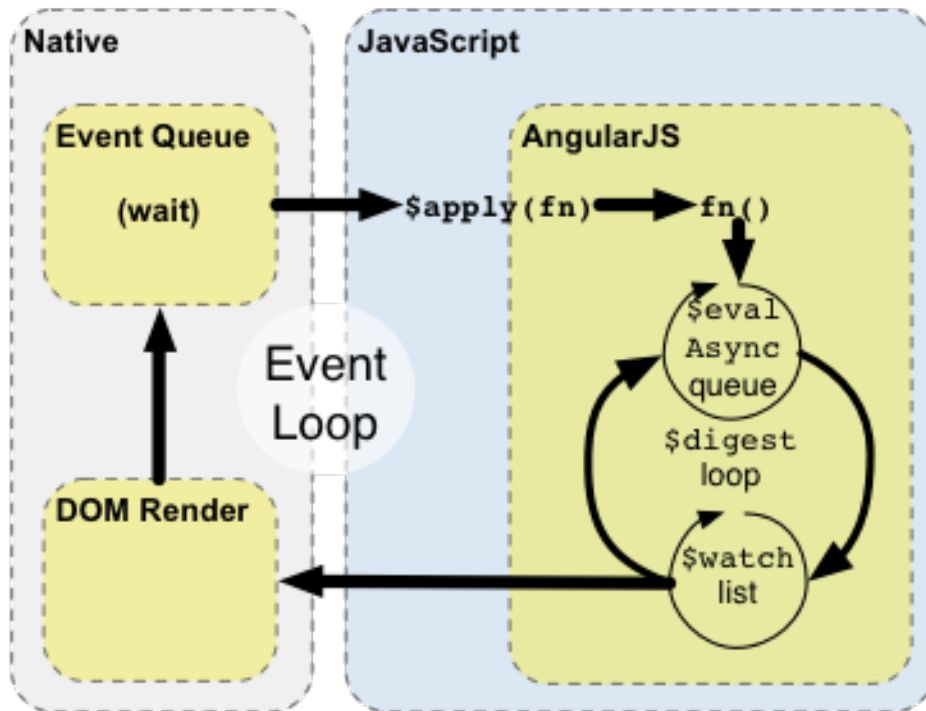 Native
JavaScript
Event Queue
(wait)
AngularJS
$apply(fn)
fn()
$eval
Async
queue
Event
Loop
$digest
loop
DOM Render
$watch
list